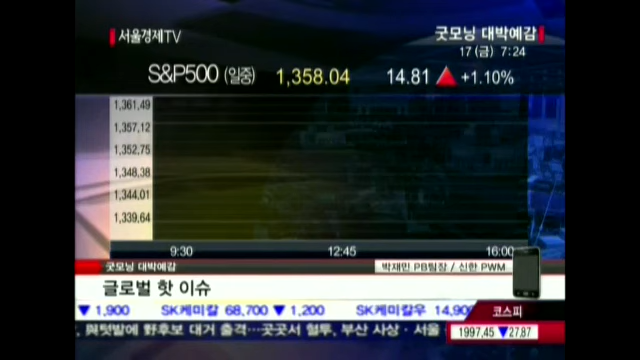 서울경제TV
굿모닝 대박예감
17 (금) 7:24
S&P500 (일중) 1,358.04 14.81 ▲ +1.10%
1,361,49
1,357,12
1,352,75
1,348,38
1,344,01
1,339,64
9:30 12:45 16:00
굿모닝 대박예감
박재민 PB팀장 / 신한 PWM
글로벌 핫 이슈
▼ 1,900 SK케미칼 68,700 ▼ 1,200 SK케미칼우 14,900
코스피
與텃밭에 野후보 대거 출격…곳곳서 혈투, 부산 사상·서울
1997,45 ▼27,87